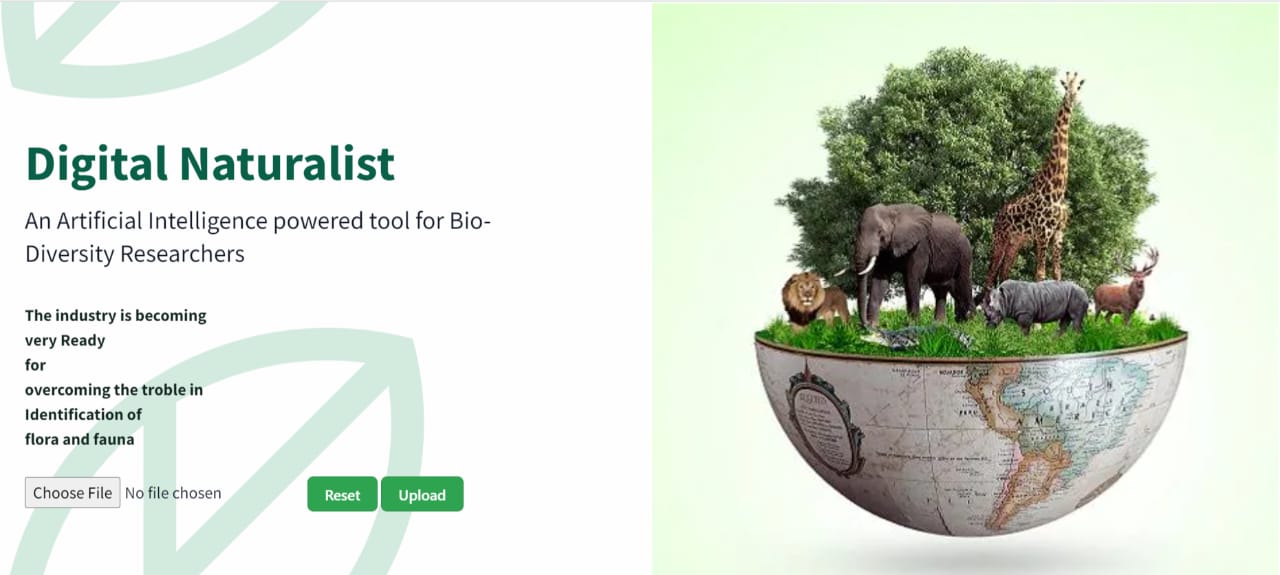 Digital Naturalist
An Artificial Intelligence powered tool for Bio-
Diversity Researchers
The industry is becoming
very Ready
for
overcoming the troble in
Identification of
flora and fauna
Choose File No file chosen
Reset Upload
PERU